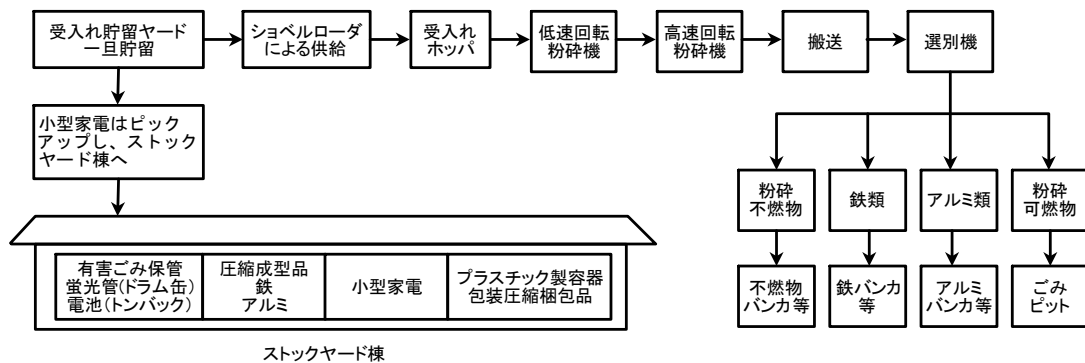 受入れ貯留ヤード
一旦貯留
ショベルローダ
による供給
受入れ
ホッパ
低速回転
粉砕機
高速回転
粉砕機
搬送
選別機
小型家電はピック
アップし、ストック
ヤード棟へ
粉砕
不燃物
鉄類
アルミ類
粉砕
可燃物
不燃物
バンカ等
鉄バンカ
等
アルミ
バンカ等
ごみ
ピット
有害ごみ保管
蛍光管(ドラム缶)
電池(トンバック)
圧縮成型品
鉄
アルミ
小型家電
プラスチック製容器
包装圧縮梱包品
ストックヤード棟